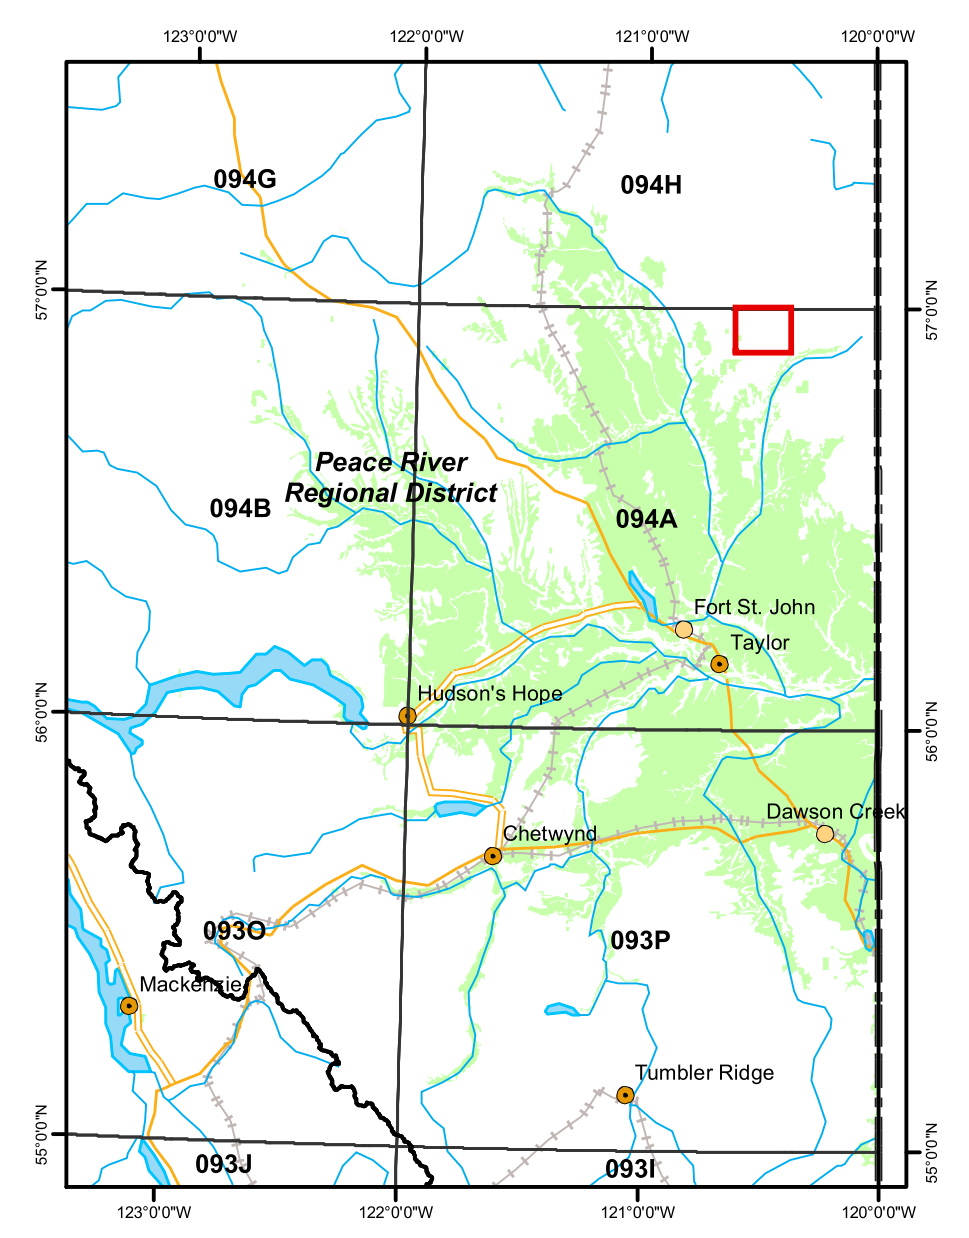 123°0'0"W
122°0'0"W
121°0'0"W
120°0'0"W
094G
094H
57°0'0"N
57°0'0"N
Peace River
Regional District
094B
094A
Fort St. John
Taylor
Hudson's Hope
56°0'0"N
56°0'0"N
Dawson Creek
Chetwynd
093O
093P
Mackenzie
Tumbler Ridge
55°0'0"N
55°0'0"N
093J
093I
123°0'0"W
122°0'0"W
121°0'0"W
120°0'0"W